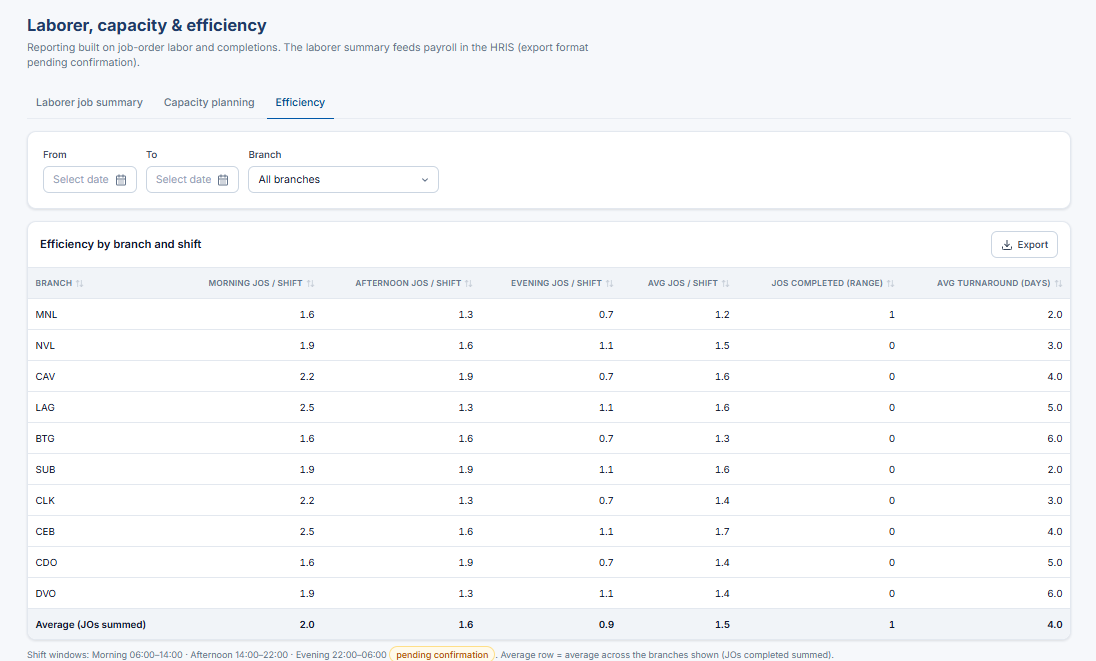 Laborer, capacity & efficiency
Reporting built on job-order labor and completions. The laborer summary feeds payroll in the HRIS (export format
pending confirmation).
Laborer job summary Capacity planning Efficiency
From To Branch
Select date Select date All branches
Efficiency by branch and shift Export
BRANCH MORNING JOS / SHIFT AFTERNOON JOS / SHIFT EVENING JOS / SHIFT AVG JOS / SHIFT JOS COMPLETED (RANGE) AVG TURNAROUND (DAYS)
MNL 1.6 1.3 0.7 1.2 1 2.0
NVL 1.9 1.6 1.1 1.5 0 3.0
CAV 2.2 1.9 0.7 1.6 0 4.0
LAG 2.5 1.3 1.1 1.6 0 5.0
BTG 1.6 1.6 0.7 1.3 0 6.0
SUB 1.9 1.9 1.1 1.6 0 2.0
CLK 2.2 1.3 0.7 1.4 0 3.0
CEB 2.5 1.6 1.1 1.7 0 4.0
CDO 1.6 1.9 0.7 1.4 0 5.0
DVO 1.9 1.3 1.1 1.4 0 6.0
Average (JOs summed) 2.0 1.6 0.9 1.5 1 4.0
Shift windows: Morning 06:00–14:00 · Afternoon 14:00–22:00 · Evening 22:00–06:00 pending confirmation . Average row = average across the branches shown (JOs completed summed).